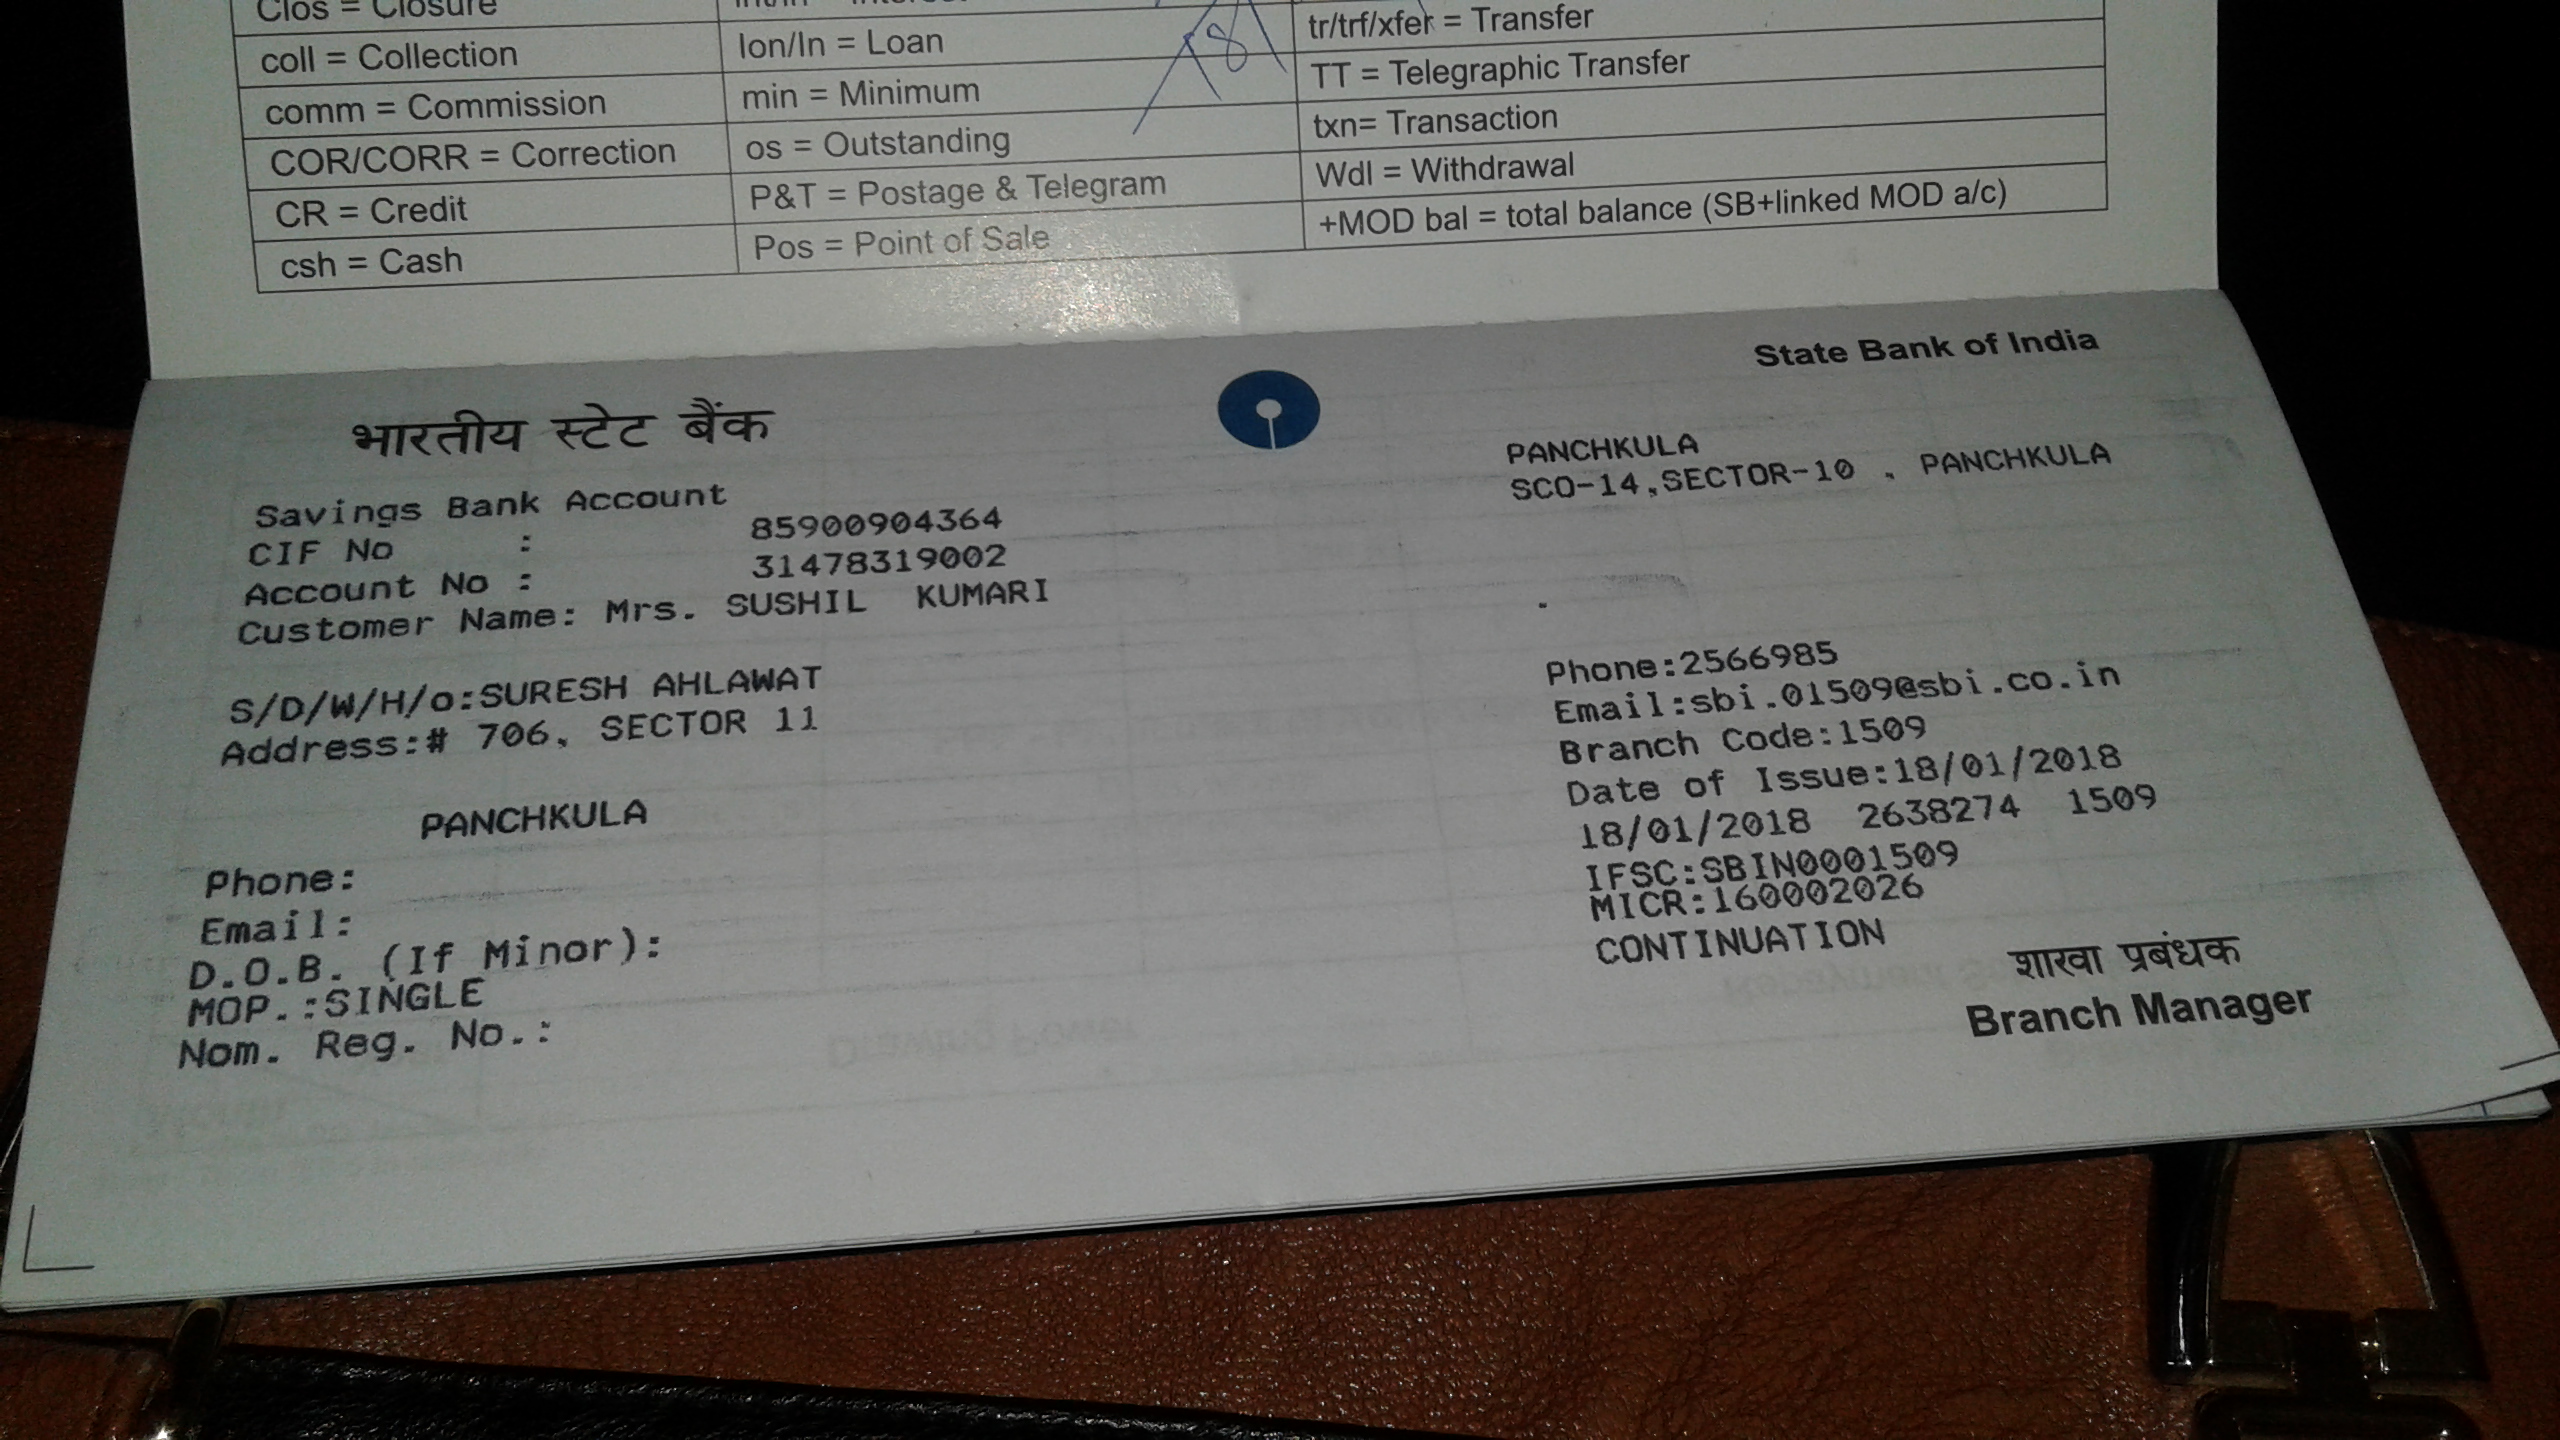 Clos = Closure
coll = Collection
comm = Commission
COR/CORR = Correction
CR = Credit
csh = Cash
lon/ln = Loan
min = Minimum
os = Outstanding
P&T = Postage & Telegram
Pos = Point of Sale
tr/trf/xfer = Transfer
TT = Telegraphic Transfer
txn= Transaction
Wdl = Withdrawal
+MOD bal = total balance (SB+linked MOD a/c)
भारतीय स्टेट बैंक
Savings Bank Account
CIF No : 85900904364
Account No : 31478319002
Customer Name: Mrs. SUSHIL KUMARI
S/D/W/H/o:SURESH AHLAWAT
Address:# 706, SECTOR 11
PANCHKULA
Phone:
Email:
D.O.B. (If Minor):
MOP.:SINGLE
Nom. Reg. No.:
State Bank of India
PANCHKULA
SCO-14,SECTOR-10 , PANCHKULA
Phone:2566985
Email:sbi.01509@sbi.co.in
Branch Code:1509
Date of Issue:18/01/2018
18/01/2018 2638274 1509
IFSC:SBIN0001509
MICR:160002026
CONTINUATION
शाखा प्रबंधक
Branch Manager